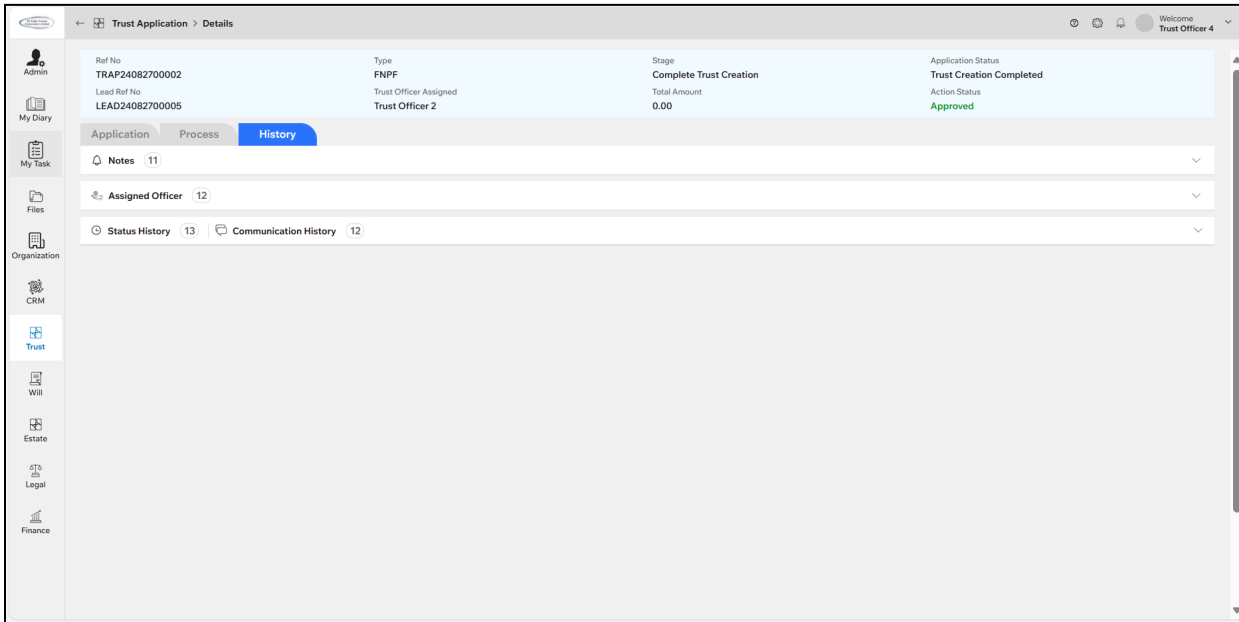 ← Trust Application > Details
Welcome
Trust Officer 4
Admin
My Diary
My Task
Files
Organization
CRM
Trust
Will
Estate
Legal
Finance
Ref No Type Stage Application Status
TRAP24082700002 FNPF Complete Trust Creation Trust Creation Completed
Lead Ref No Trust Officer Assigned Total Amount Action Status
LEAD24082700005 Trust Officer 2 0.00 Approved
Application Process History
Notes 11
Assigned Officer 12
Status History 13 Communication History 12